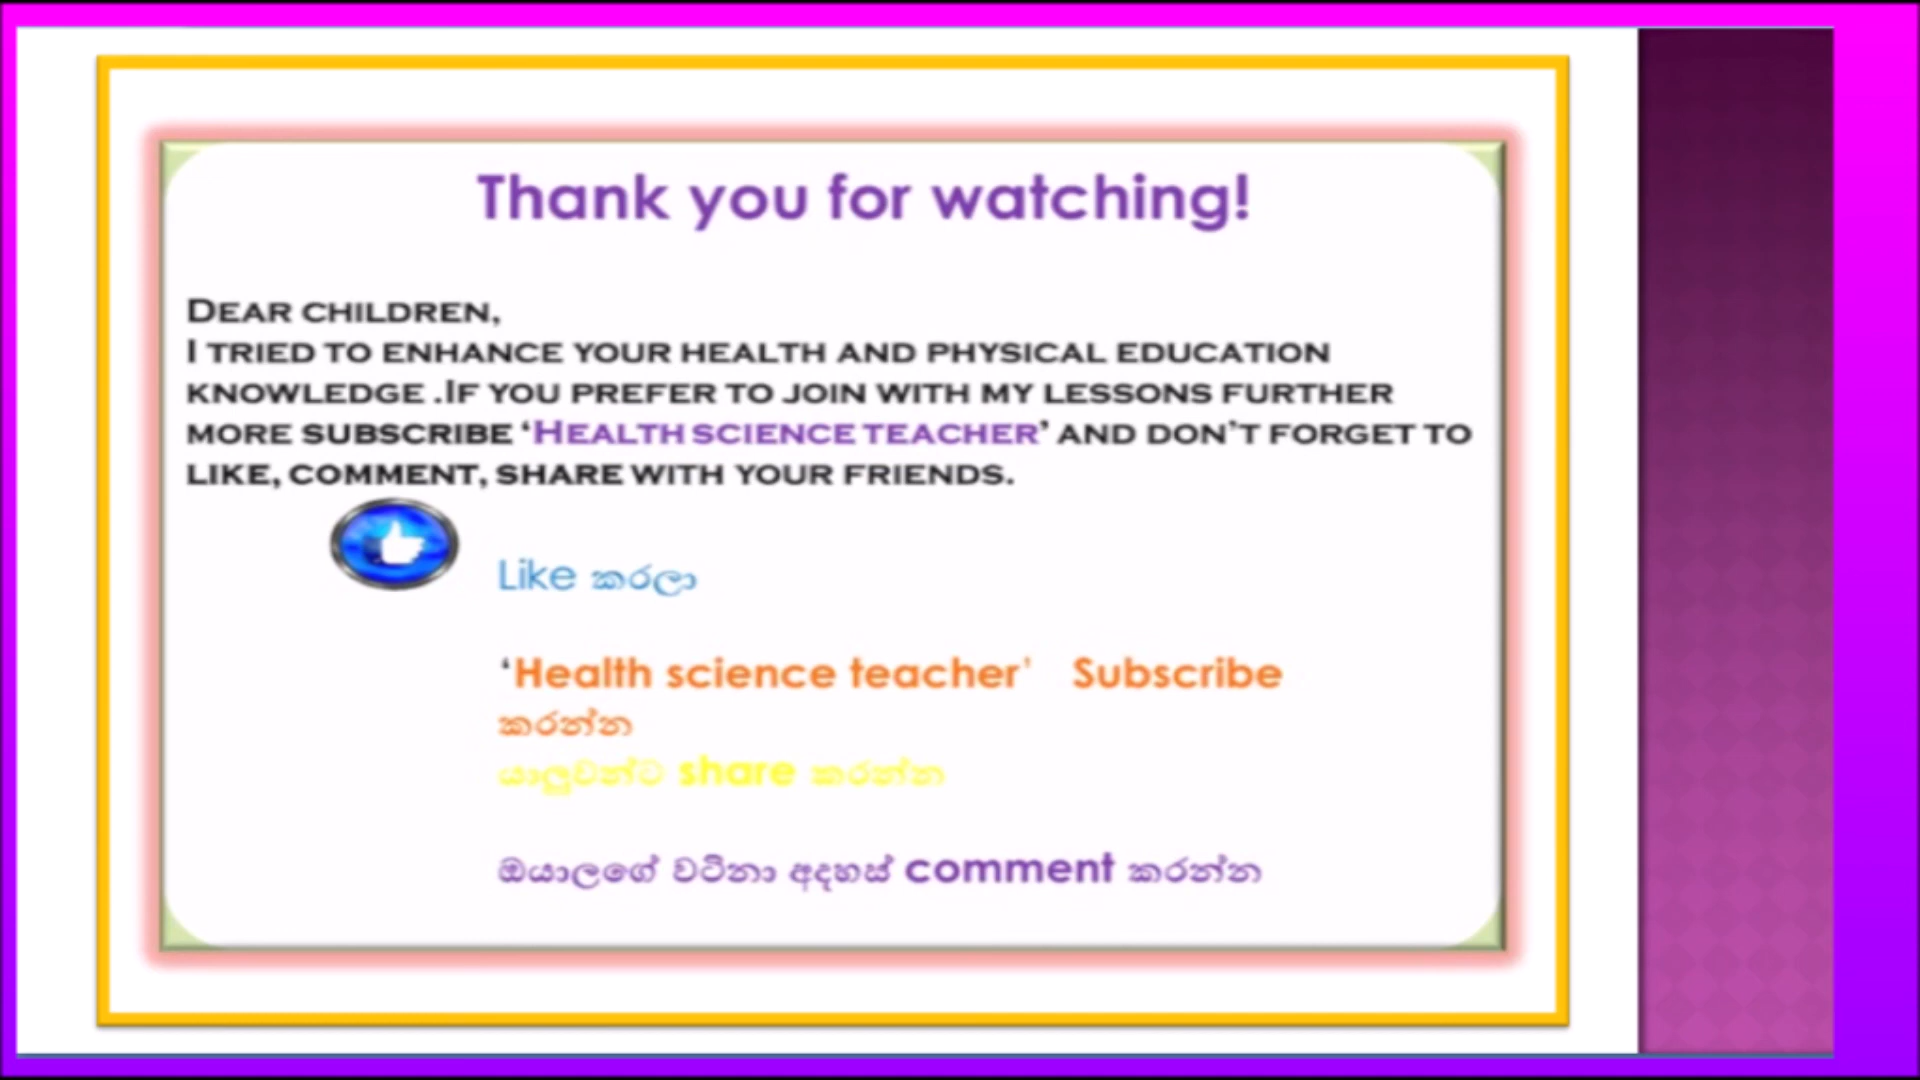 Thank you for watching!
DEAR CHILDREN,
I TRIED TO ENHANCE YOUR HEALTH AND PHYSICAL EDUCATION
KNOWLEDGE .IF YOU PREFER TO JOIN WITH MY LESSONS FURTHER
MORE SUBSCRIBE ‘HEALTH SCIENCE TEACHER’ AND DON’T FORGET TO
LIKE, COMMENT, SHARE WITH YOUR FRIENDS.
Like කරලා
‘Health science teacher’ Subscribe
කරන්න
යාලුවන්ට share කරන්න
ඔයාලගේ වටිනා අදහස් comment කරන්න